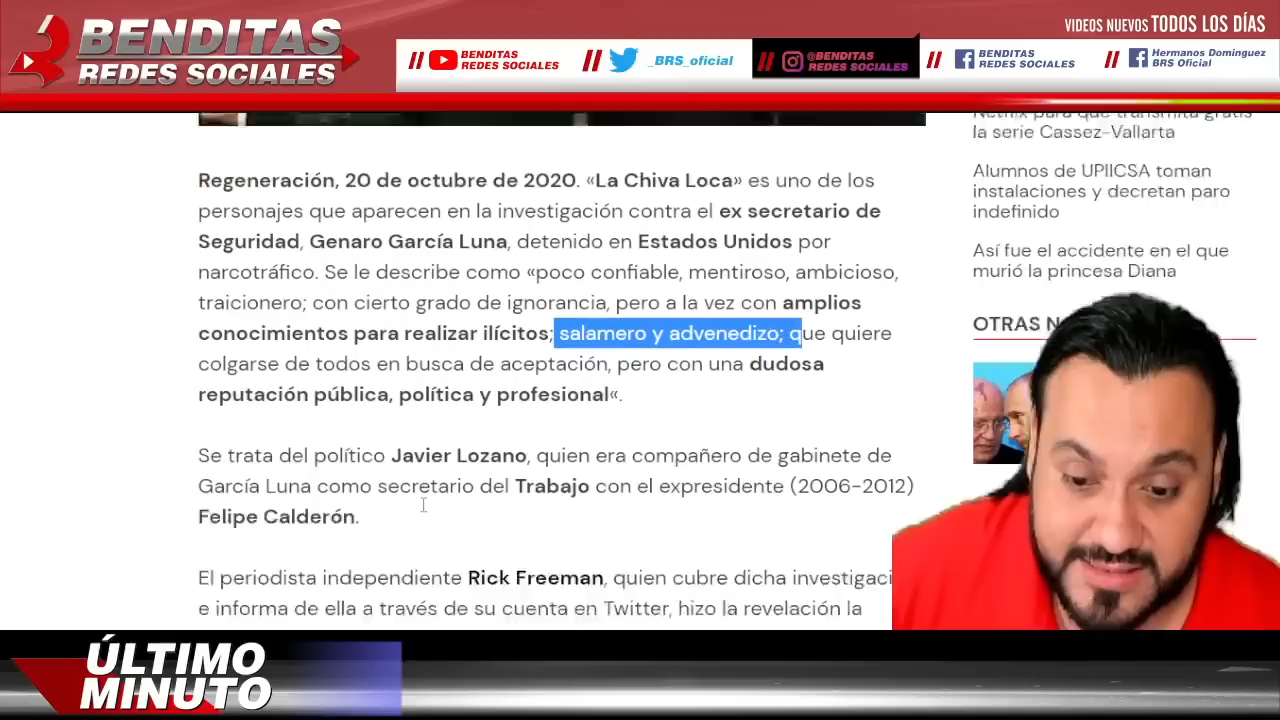 BENDITAS
REDES SOCIALES
VIDEOS NUEVOS TODOS LOS DÍAS
// BENDITAS REDES SOCIALES
// _BRS_oficial
// @BENDITAS REDES SOCIALES
// BENDITAS REDES SOCIALES
// Hermanos Dominguez BRS Oficial
Regeneración, 20 de octubre de 2020. «La Chiva Loca» es uno de los
personajes que aparecen en la investigación contra el ex secretario de
Seguridad, Genaro García Luna, detenido en Estados Unidos por
narcotráfico. Se le describe como «poco confiable, mentiroso, ambicioso,
traicionero; con cierto grado de ignorancia, pero a la vez con amplios
conocimientos para realizar ilícitos; salamero y advenedizo; que quiere
colgarse de todos en busca de aceptación, pero con una dudosa
reputación pública, política y profesional«.
Se trata del político Javier Lozano, quien era compañero de gabinete de
García Luna como secretario del Trabajo con el expresidente (2006-2012)
Felipe Calderón.
El periodista independiente Rick Freeman, quien cubre dicha investigaci
e informa de ella a través de su cuenta en Twitter, hizo la revelación la
Netflix para que transmita gratis
la serie Cassez-Vallarta
Alumnos de UPIICSA toman
instalaciones y decretan paro
indefinido
Así fue el accidente en el que
murió la princesa Diana
OTRAS N
ÚLTIMO
MINUTO